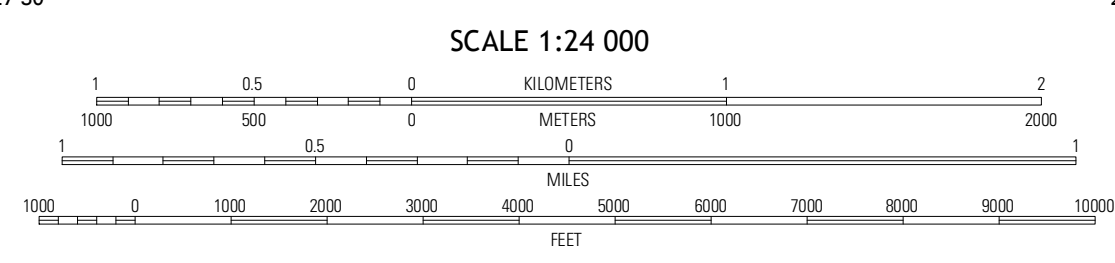 SCALE 1:24 000
1 0.5 0 KILOMETERS 1 2
1000 500 0 METERS 1000 2000
1 0.5 0 1
MILES
1000 0 1000 2000 3000 4000 5000 6000 7000 8000 9000 10000
FEET